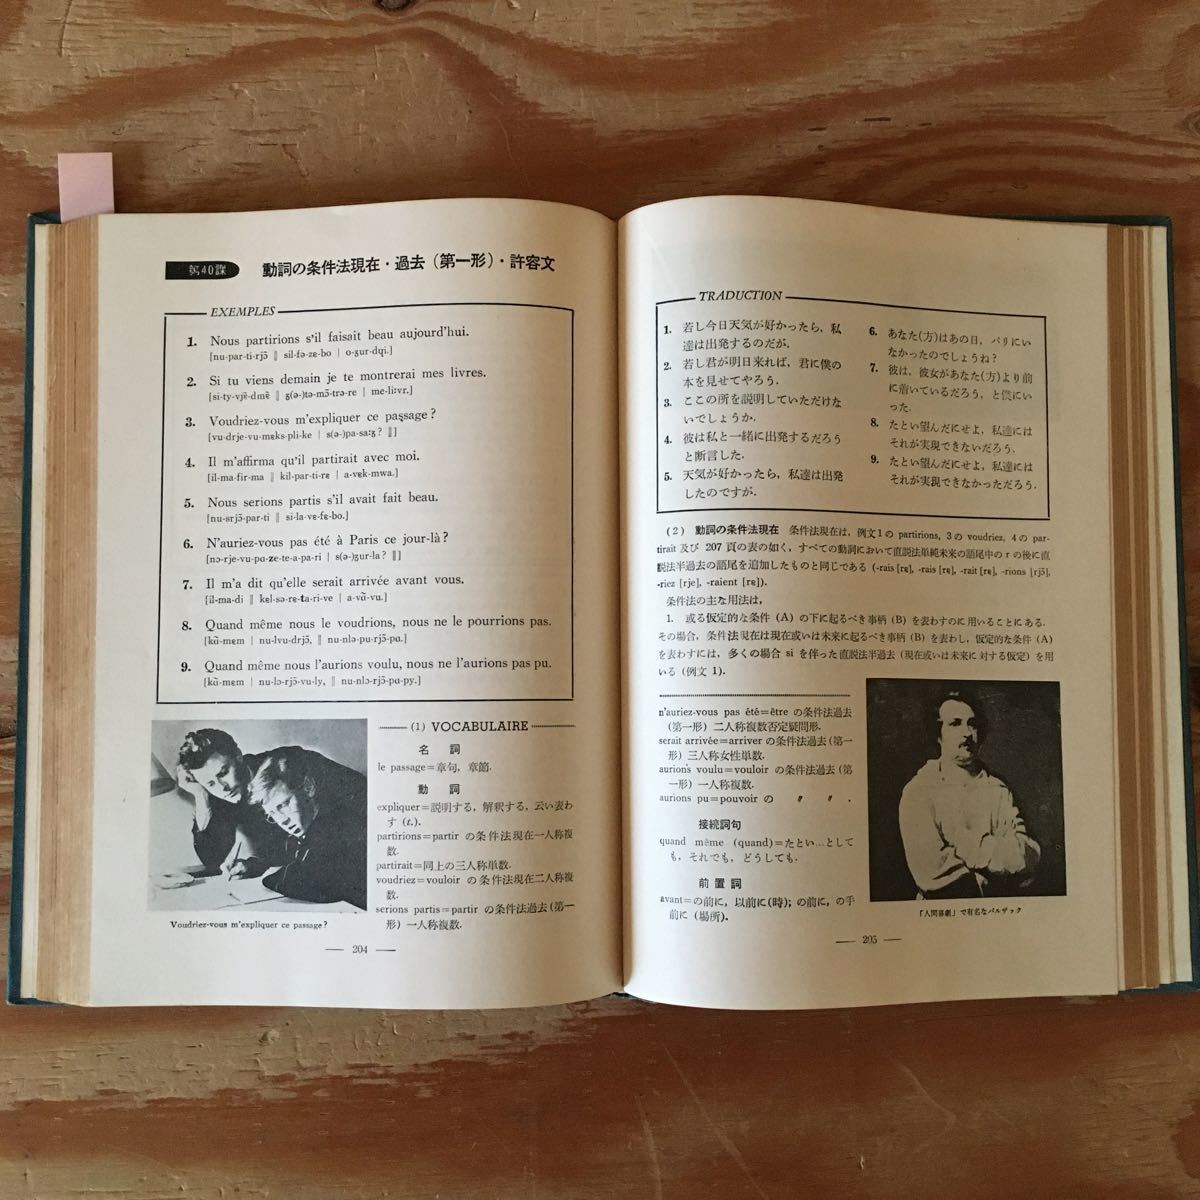 第40課
動詞の条件法現在・過去（第一形）・許容文
EXEMPLES
1. Nous partirions s'il faisait beau aujourd'hui.
2. Si tu viens demain je te montrerai mes livres.
3. Voudriez-vous m'expliquer ce passage?
4. Il m'affirma qu'il partirait avec moi.
5. Nous serions partis s'il avait fait beau.
6. N'auriez-vous pas été à Paris ce jour-là?
7. Il m'a dit qu'elle serait arrivée avant vous.
8. Quand même nous le voudrions, nous ne le pourrions pas.
9. Quand même nous l'aurions voulu, nous ne l'aurions pas pu.
Voudriez-vous m'expliquer ce passage?
(1) VOCABULAIRE
名詞
le passage=章句，章節.
動詞
expliquer=説明する，解釈する，云い表わ
す (t.).
partirions=partir の条件法現在一人称複
数.
partirait=同上の三人称単数.
voudriez=vouloir の条件法現在二人称複
数.
serions partis=partir の条件法過去(第一
形) 一人称複数.
— 204 —
TRADUCTION
1. 若し今日天気が好かったら，私
達は出発するのだが.
2. 若し君が明日来れば，君に僕の
本を見せてやろう.
3. ここの所を説明していただけな
いでしょうか.
4. 彼は私と一緒に出発するだろう
と断言した.
5. 天気が好かったら，私達は出発
したのですが.
6. あなた(方)はあの日，パリにい
なかったのでしょうね？
7. 彼は，彼女があなた(方)より前
に着いているだろう，と僕にいっ
た.
8. たとい望んだにせよ，私達には
それが実現できないだろう.
9. たとい望んだにせよ，私達には
それが実現できなかっただろう.
(2) 動詞の条件法現在 条件法現在は，例文1の partirions, 3 の voudriez, 4 の par-
tirait 及び 207 頁の表の如く，すべての動詞において直説法単純未来の語尾中の r の後に直
説法半過去の語尾を追加したものと同じである (-rais [rɛ], -rais [rɛ], -rait [rɛ], -rions [rjɔ̃],
-riez [rje], -raient [rɛ]).
条件法の主な用法は，
1. 或る仮定的な条件 (A) の下に起るべき事柄 (B) を表わすのに用いることにある.
その場合，条件法現在は現在或いは未来に起るべき事柄 (B) を表わし，仮定的な条件 (A)
を表わすには，多くの場合 si を伴った直説法半過去 (現在或いは未来に対する仮定) を用
いる (例文 1).
n'auriez-vous pas été=être の条件法過去
(第一形) 二人称複数否定疑問形.
serait arrivée=arriver の条件法過去(第一
形) 三人称女性単数.
aurions voulu=vouloir の条件法過去(第
一形) 一人称複数.
aurions pu=pouvoir の 〃 〃 .
接続詞句
quand même (quand)=たとい…として
も，それでも，どうしても.
前置詞
avant=の前に，以前に(時); の前に，の手
前に (場所).
「人間喜劇」で有名なバルザック
— 205 —